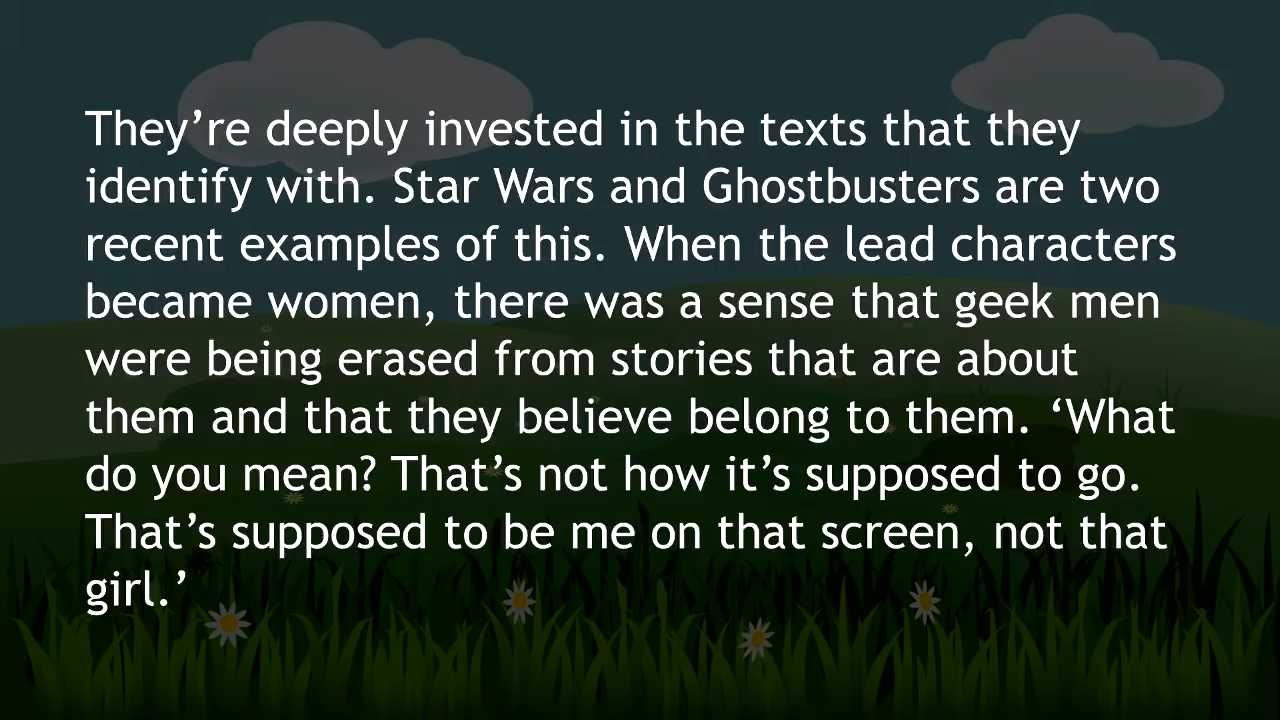 They’re deeply invested in the texts that they
identify with. Star Wars and Ghostbusters are two
recent examples of this. When the lead characters
became women, there was a sense that geek men
were being erased from stories that are about
them and that they believe belong to them. ‘What
do you mean? That’s not how it’s supposed to go.
That’s supposed to be me on that screen, not that
girl.’